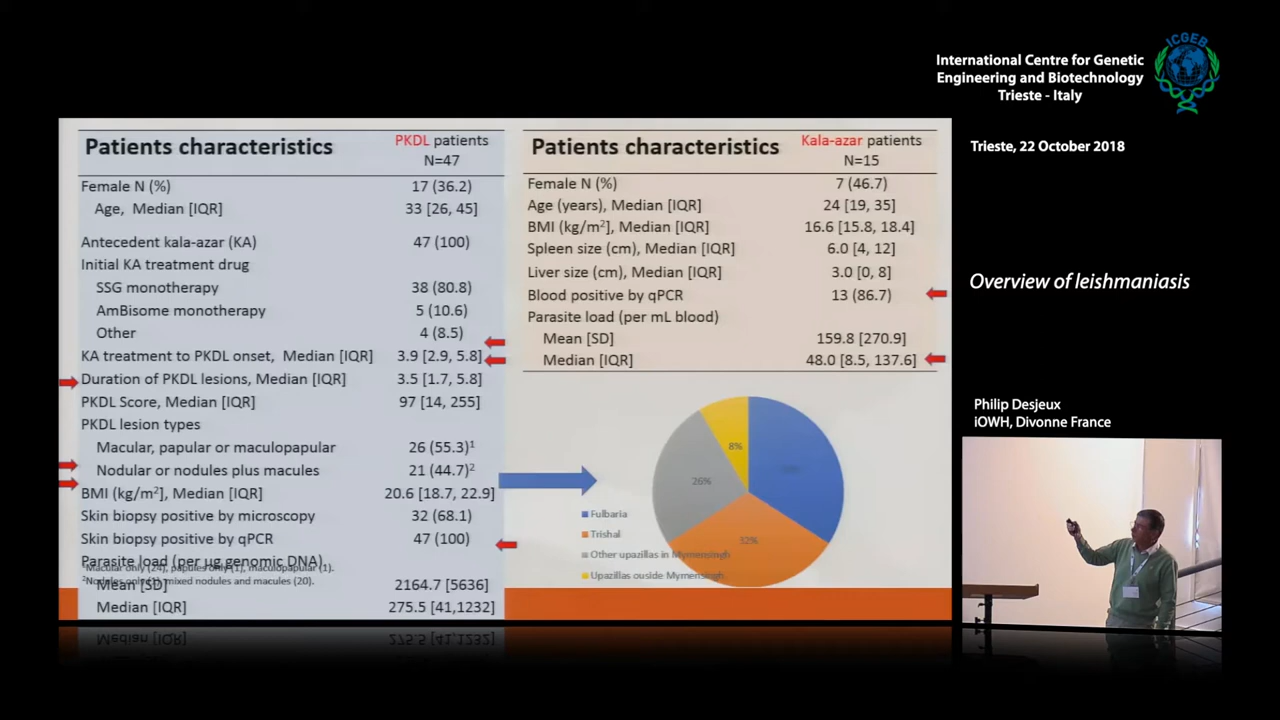 ICGEB
International Centre for Genetic
Engineering and Biotechnology
Trieste - Italy
Trieste, 22 October 2018
Overview of leishmaniasis
Philip Desjeux
iOWH, Divonne France
Patients characteristics PKDL patients
N=47
Female N (%) 17 (36.2)
Age, Median [IQR] 33 [26, 45]
Antecedent kala-azar (KA) 47 (100)
Initial KA treatment drug
SSG monotherapy 38 (80.8)
AmBisome monotherapy 5 (10.6)
Other 4 (8.5)
KA treatment to PKDL onset, Median [IQR] 3.9 [2.9, 5.8]
Duration of PKDL lesions, Median [IQR] 3.5 [1.7, 5.8]
PKDL Score, Median [IQR] 97 [14, 255]
PKDL lesion types
Macular, papular or maculopapular 26 (55.3)¹
Nodular or nodules plus macules 21 (44.7)²
BMI (kg/m²], Median [IQR] 20.6 [18.7, 22.9]
Skin biopsy positive by microscopy 32 (68.1)
Skin biopsy positive by qPCR 47 (100)
Parasite load (per µg genomic DNA)
¹Macular only (24), papules only (1), maculopapular (1).
²Nodules only (1), mixed nodules and macules (20).
Mean [SD] 2164.7 [5636]
Median [IQR] 275.5 [41,1232]
Patients characteristics Kala-azar patients
N=15
Female N (%) 7 (46.7)
Age (years), Median [IQR] 24 [19, 35]
BMI (kg/m²], Median [IQR] 16.6 [15.8, 18.4]
Spleen size (cm), Median [IQR] 6.0 [4, 12]
Liver size (cm), Median [IQR] 3.0 [0, 8]
Blood positive by qPCR 13 (86.7)
Parasite load (per mL blood)
Mean [SD] 159.8 [270.9]
Median [IQR] 48.0 [8.5, 137.6]
8%
26%
32%
Fulbaria
Trishal
Other upazillas in Mymensingh
Upazillas ouside Mymensingh